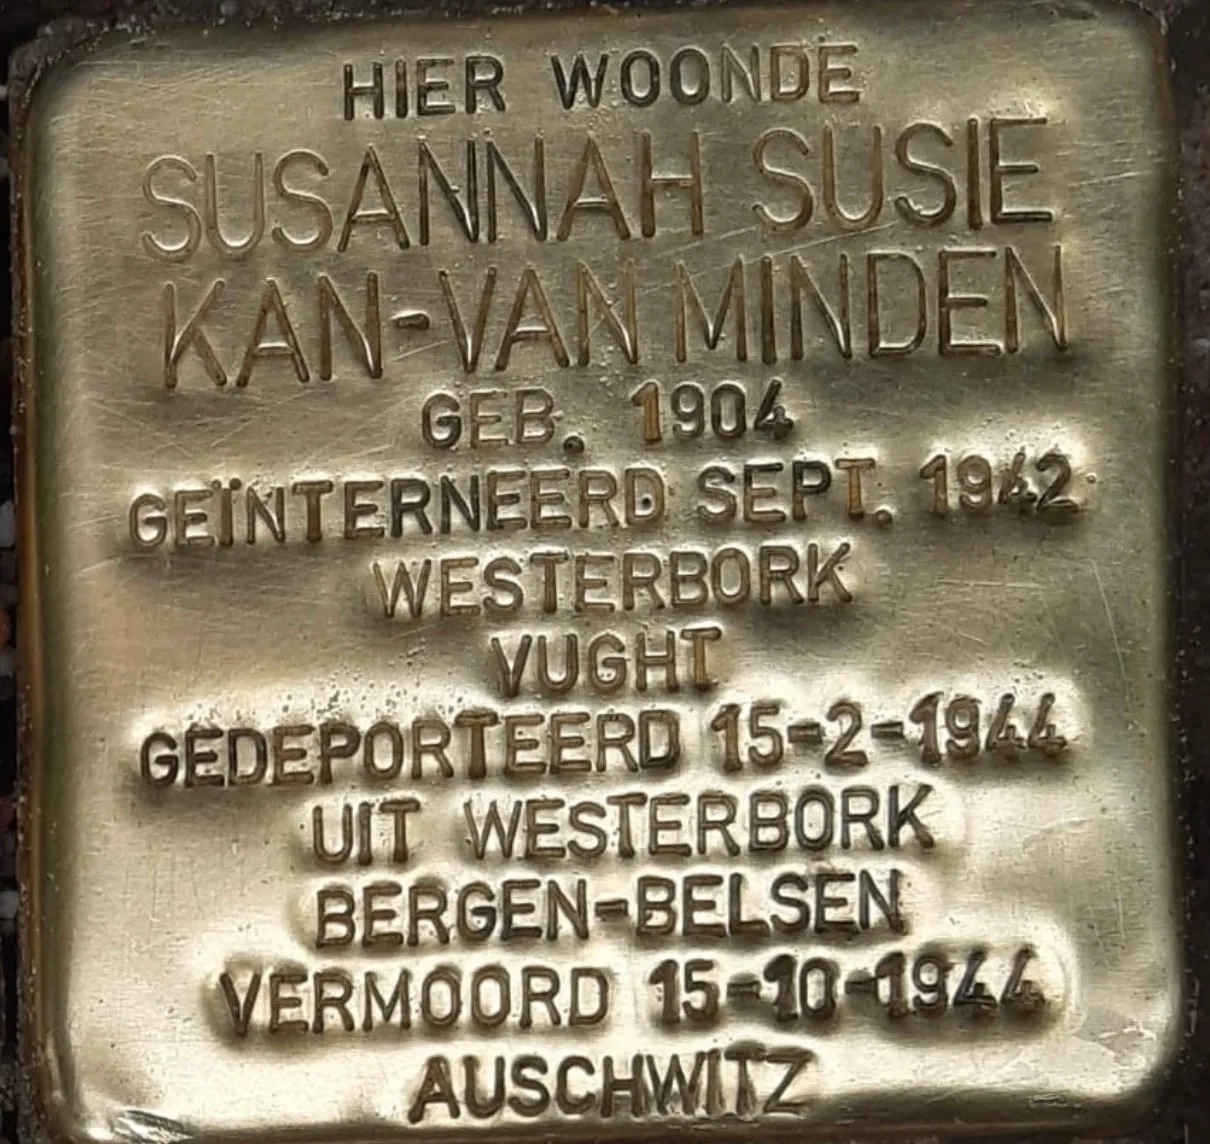 HIER WOONDE
SUSANNAH SUSIE
KAN-VAN MINDEN
GEB. 1904
GEÏNTERNEERD SEPT. 1942
WESTERBORK
VUGHT
GEDEPORTEERD 15-2-1944
UIT WESTERBORK
BERGEN-BELSEN
VERMOORD 15-10-1944
AUSCHWITZ